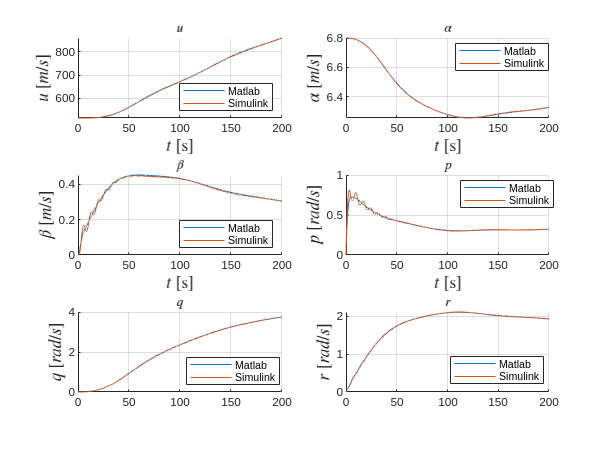 u
800
700
600
u [m/s]
Matlab
Simulink
0 50 100 150 200
t [s]
α
6.8
6.6
6.4
α [m/s]
Matlab
Simulink
0 50 100 150 200
t [s]
β
0.4
0.2
0
β [m/s]
Matlab
Simulink
0 50 100 150 200
t [s]
p
1
0.5
0
p [rad/s]
Matlab
Simulink
0 50 100 150 200
t [s]
q
4
2
0
q [rad/s]
Matlab
Simulink
0 50 100 150 200
r
2
1
0
r [rad/s]
Matlab
Simulink
0 50 100 150 200